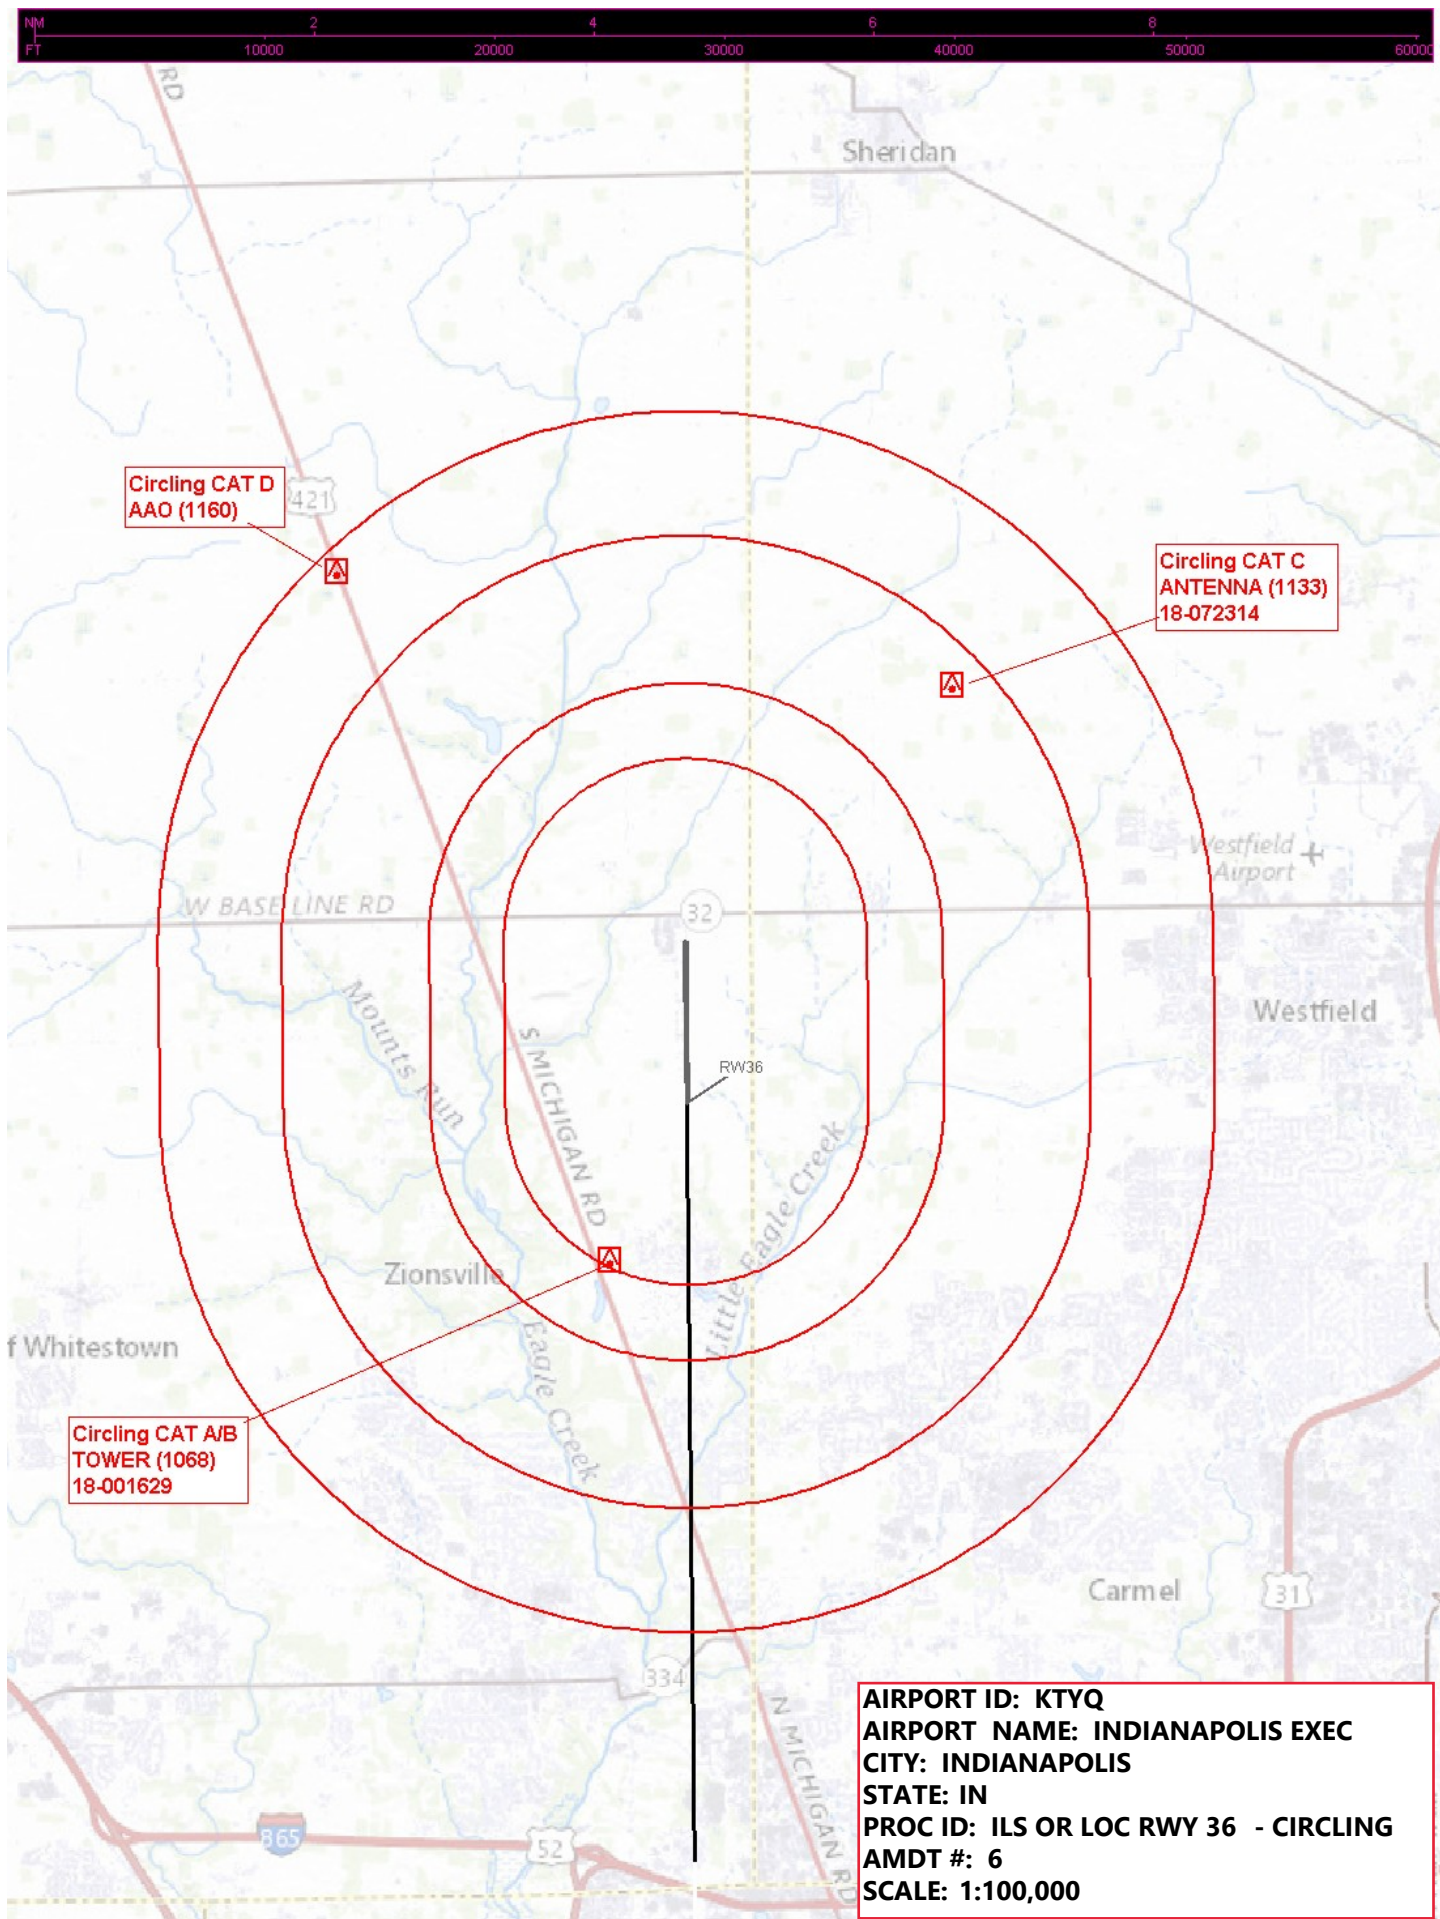 NM 2 4 6 8
FT 10000 20000 30000 40000 50000 60000
RD
Sheridan
Circling CAT D
AAO (1160)
421
Circling CAT C
ANTENNA (1133)
18-072314
Westfield
Airport
W BASE LINE RD
32
Mounts Run
S MICHIGAN RD
Westfield
RW36
Little Eagle Creek
Zionsville
Eagle Creek
f Whitestown
Circling CAT A/B
TOWER (1068)
18-001629
Carmel
31
334
N MICHIGAN RD
865
52
AIRPORT ID: KTYQ
AIRPORT NAME: INDIANAPOLIS EXEC
CITY: INDIANAPOLIS
STATE: IN
PROC ID: ILS OR LOC RWY 36 - CIRCLING
AMDT #: 6
SCALE: 1:100,000